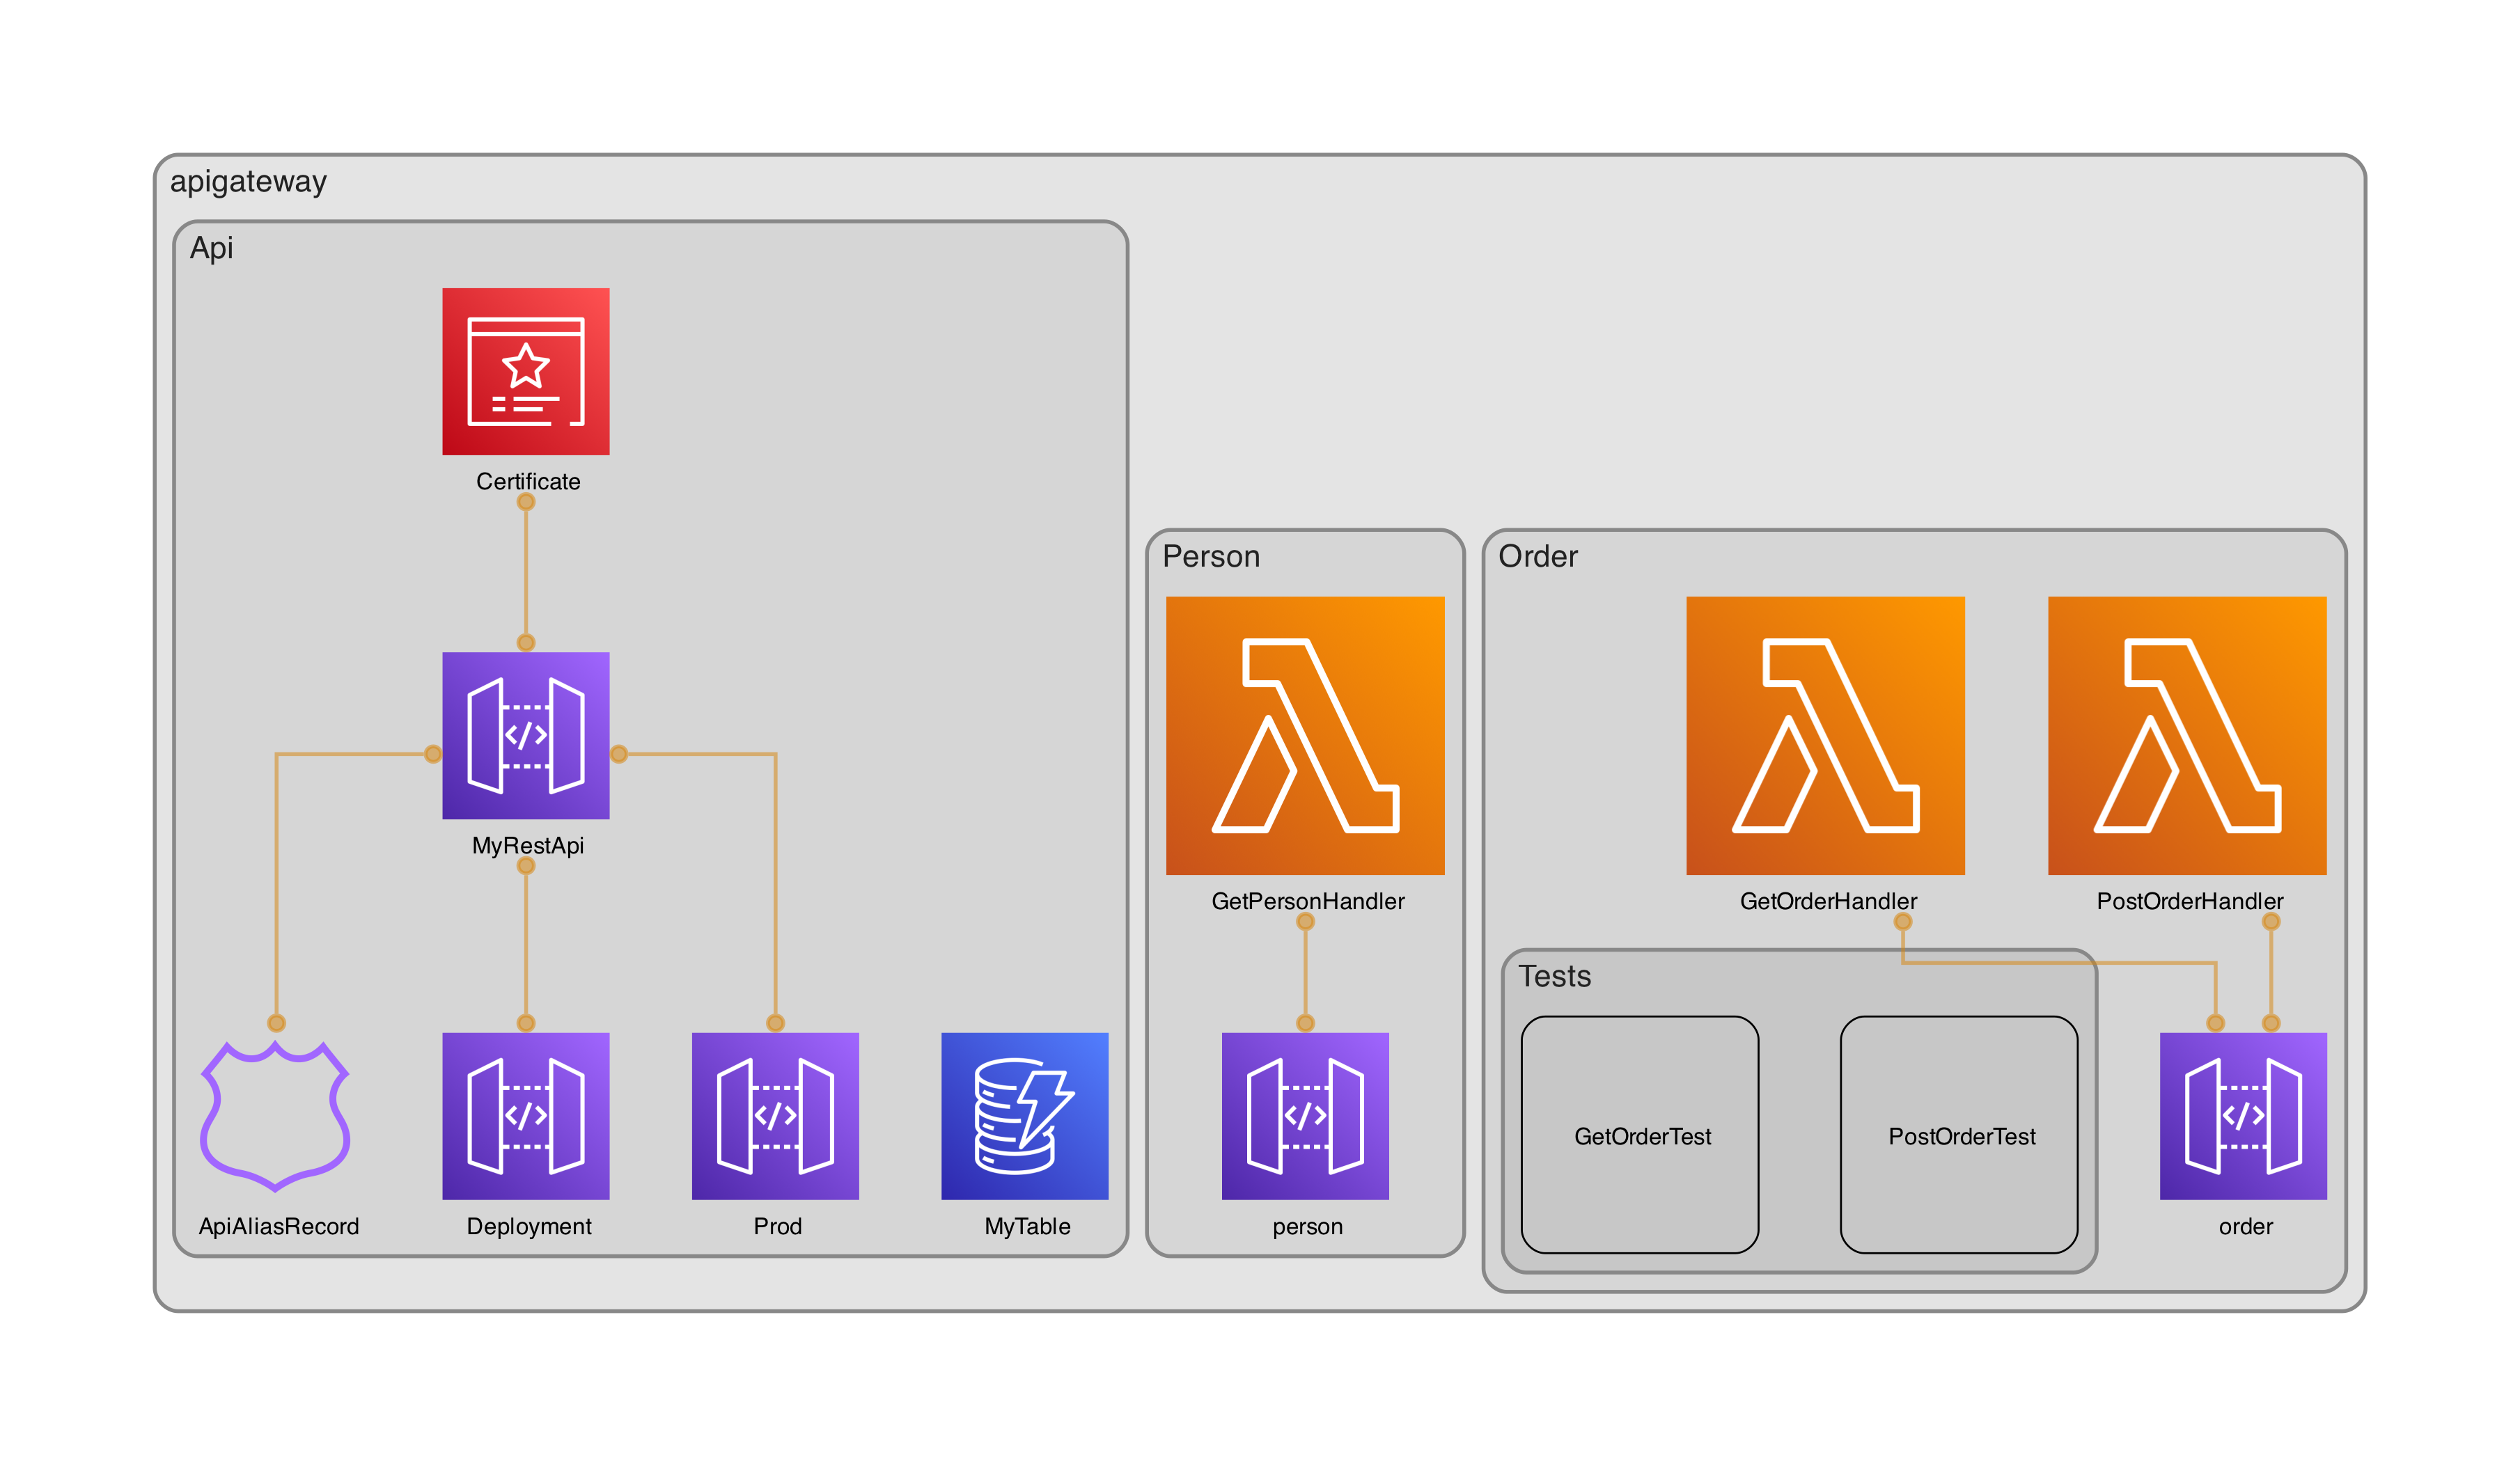 apigateway
Api
Certificate
MyRestApi
ApiAliasRecord
Deployment
Prod
MyTable
Person
GetPersonHandler
person
Order
GetOrderHandler
PostOrderHandler
Tests
GetOrderTest
PostOrderTest
order